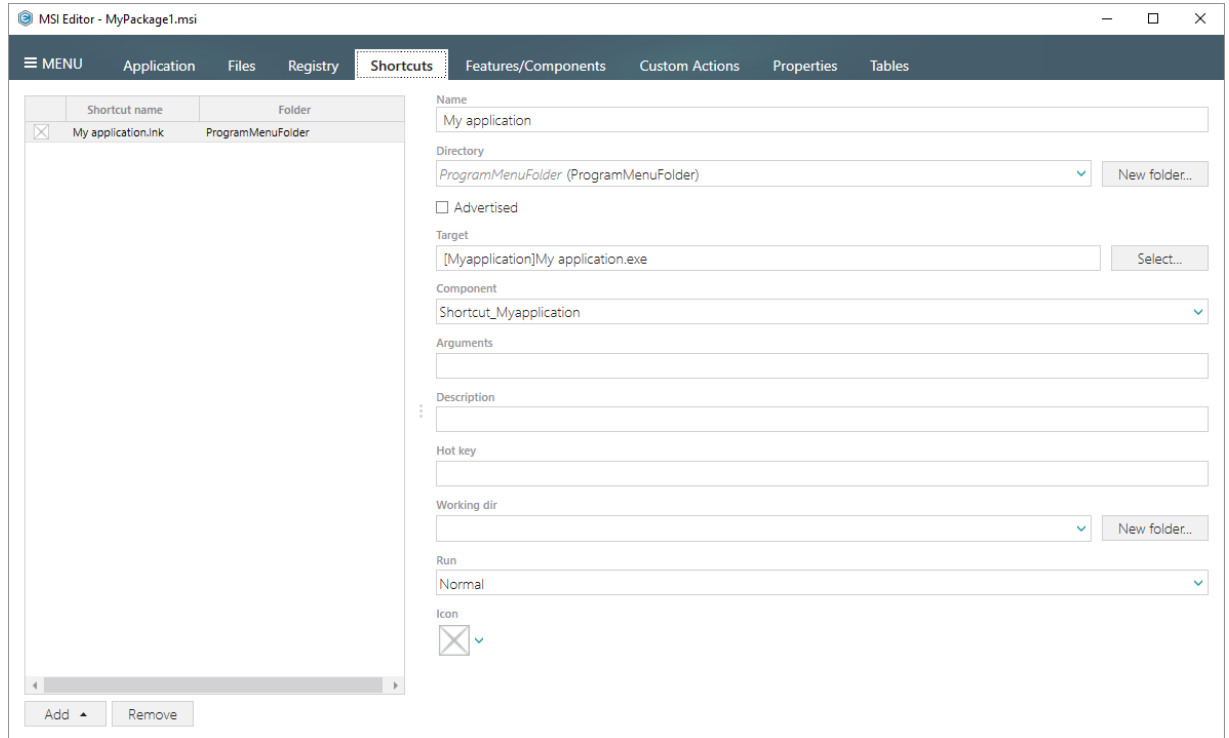 MSI Editor - MyPackage1.msi
MENU Application Files Registry Shortcuts Features/Components Custom Actions Properties Tables
Shortcut name Folder
My application.lnk ProgramMenuFolder
Add Remove
Name
My application
Directory
ProgramMenuFolder (ProgramMenuFolder) New folder...
Advertised
Target
[Myapplication]My application.exe Select...
Component
Shortcut_Myapplication
Arguments
Description
Hot key
Working dir
New folder...
Run
Normal
Icon